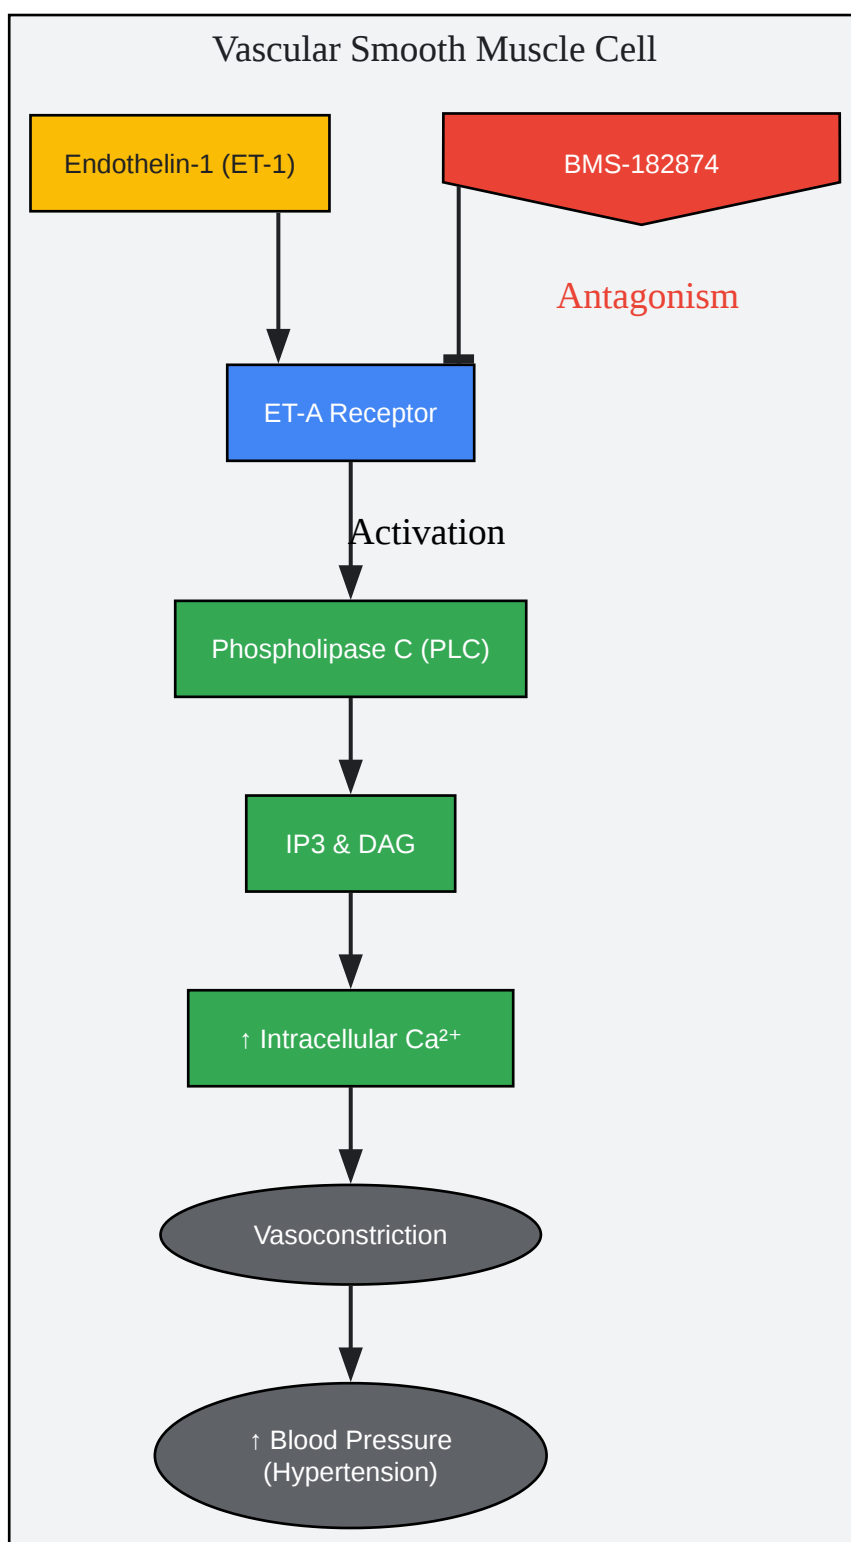 Vascular Smooth Muscle Cell
Endothelin-1 (ET-1)
BMS-182874
Antagonism
ET-A Receptor
Activation
Phospholipase C (PLC)
IP3 & DAG
↑ Intracellular Ca²⁺
Vasoconstriction
↑ Blood Pressure
(Hypertension)